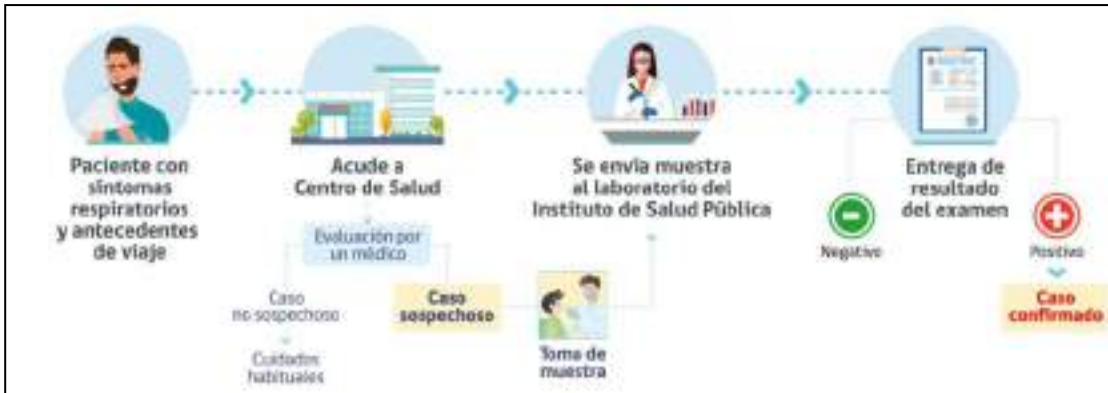 Paciente con
síntomas
respiratorios
y antecedentes
de viaje
Acude a
Centro de Salud
Evaluación por
un médico
Caso
no sospechoso
Cuidados
habituales
Caso
sospechoso
Toma de
muestra
Se envía muestra
al laboratorio del
Instituto de Salud Pública
Entrega de
resultado
del examen
Negativo
Positivo
Caso
confirmado